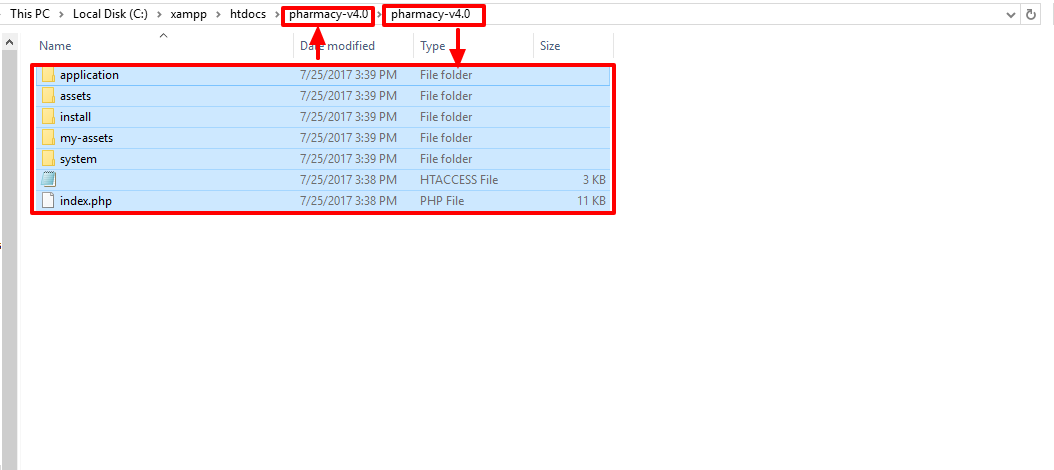 This PC > Local Disk (C:) > xampp > htdocs > pharmacy-v4.0 > pharmacy-v4.0
Name Date modified Type Size
application 7/25/2017 3:39 PM File folder
assets 7/25/2017 3:39 PM File folder
install 7/25/2017 3:39 PM File folder
my-assets 7/25/2017 3:39 PM File folder
system 7/25/2017 3:39 PM File folder
7/25/2017 3:38 PM HTACCESS File 3 KB
index.php 7/25/2017 3:38 PM PHP File 11 KB